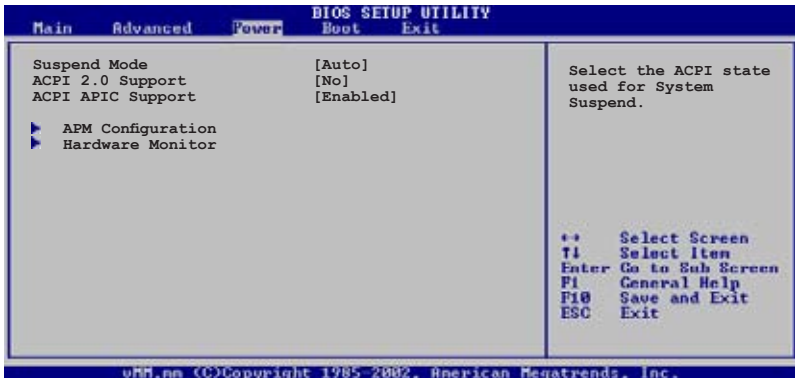 BIOS SETUP UTILITY
Main Advanced Power Boot Exit
Suspend Mode [Auto]
ACPI 2.0 Support [No]
ACPI APIC Support [Enabled]
APM Configuration
Hardware Monitor
Select the ACPI state
used for System
Suspend.
←→ Select Screen
↑↓ Select Item
Enter Go to Sub Screen
F1 General Help
F10 Save and Exit
ESC Exit
vMM.mm (C)Copyright 1985-2002, American Megatrends, Inc.